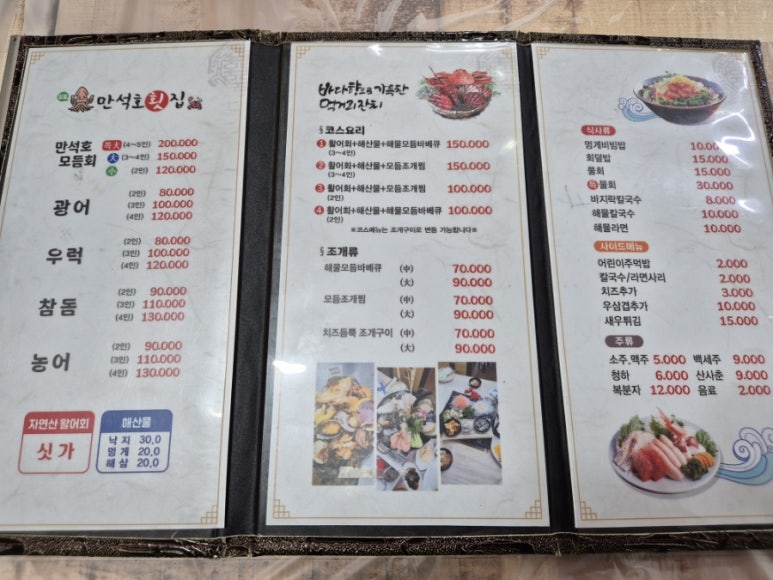 만석호횟집
만석호 모듬회
특대 (4~5인) 200.000
大 (3~4인) 150.000
小 (2인) 120.000
광어
(2인) 80.000
(3인) 100.000
(4인) 120.000
우럭
(2인) 80.000
(3인) 100.000
(4인) 120.000
참돔
(2인) 90.000
(3인) 110.000
(4인) 130.000
농어
(2인) 90.000
(3인) 110.000
(4인) 130.000
자연산 활어회
싯가
해산물
낙지 30.0
멍게 20.0
해삼 20.0
바다향으로 가득한
먹거리 잔치
§ 코스요리
1 활어회+해산물+해물모듬바베큐 150.000
(3~4인)
2 활어회+해산물+모듬조개찜 150.000
(3~4인)
3 활어회+해산물+모듬조개찜 100.000
(2인)
4 활어회+해산물+해물모듬바베큐 100.000
(2인)
※코스메뉴는 조개구이로 변동 가능합니다※
§ 조개류
해물모듬바베큐 (中) 70.000
(大) 90.000
모듬조개찜 (中) 70.000
(大) 90.000
치즈듬뿍 조개구이 (中) 70.000
(大) 90.000
식사류
멍게비빔밥 10.000
회덮밥 15.000
물회 15.000
특물회 30.000
바지락칼국수 8.000
해물칼국수 10.000
해물라면 10.000
사이드메뉴
어린이주먹밥 2.000
칼국수/라면사리 2.000
치즈추가 3.000
우삼겹추가 10.000
새우튀김 15.000
주류
소주,맥주 5.000 백세주 9.000
청하 6.000 산사춘 9.000
복분자 12.000 음료 2.000